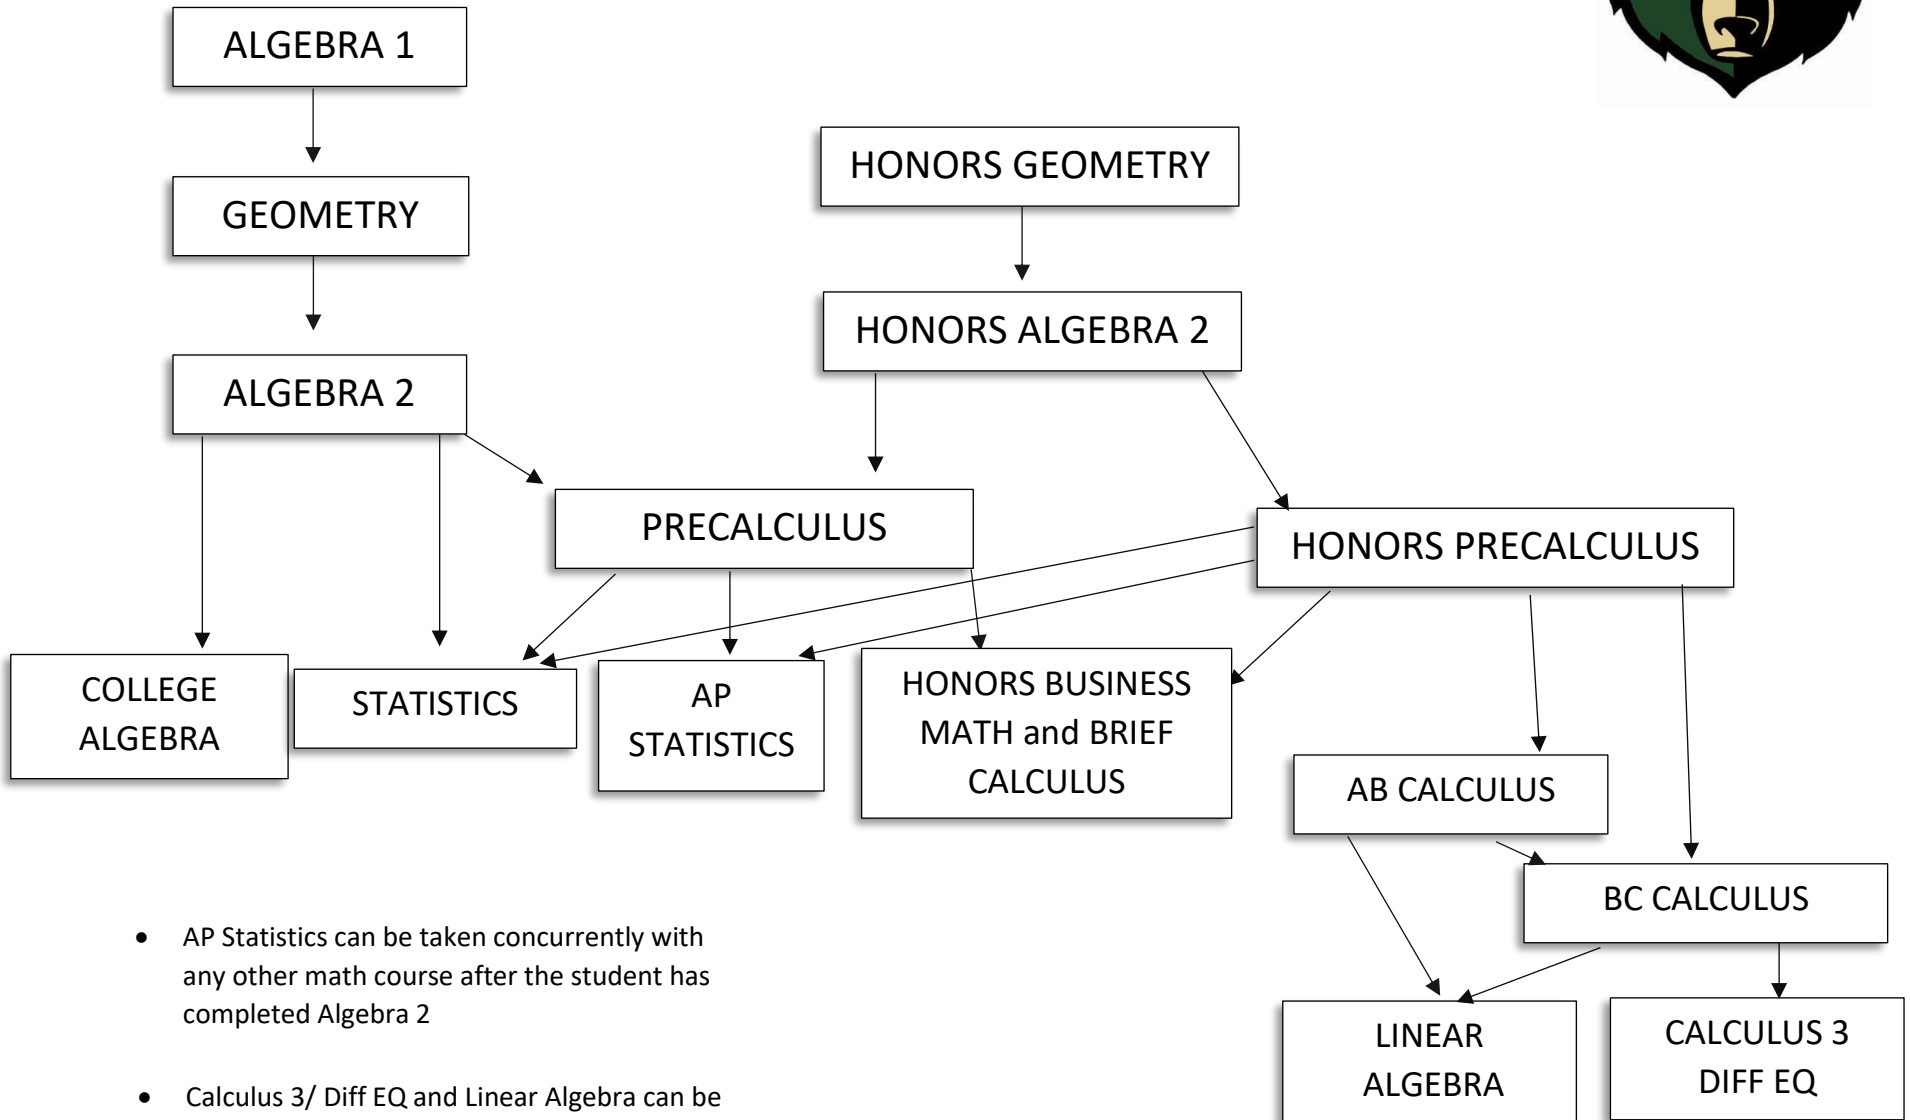 ALGEBRA 1
HONORS GEOMETRY
GEOMETRY
HONORS ALGEBRA 2
ALGEBRA 2
PRECALCULUS
HONORS PRECALCULUS
COLLEGE
ALGEBRA
STATISTICS
AP
STATISTICS
HONORS BUSINESS
MATH and BRIEF
CALCULUS
AB CALCULUS
BC CALCULUS
• AP Statistics can be taken concurrently with
any other math course after the student has
completed Algebra 2
LINEAR
ALGEBRA
CALCULUS 3
DIFF EQ
• Calculus 3/ Diff EQ and Linear Algebra can be